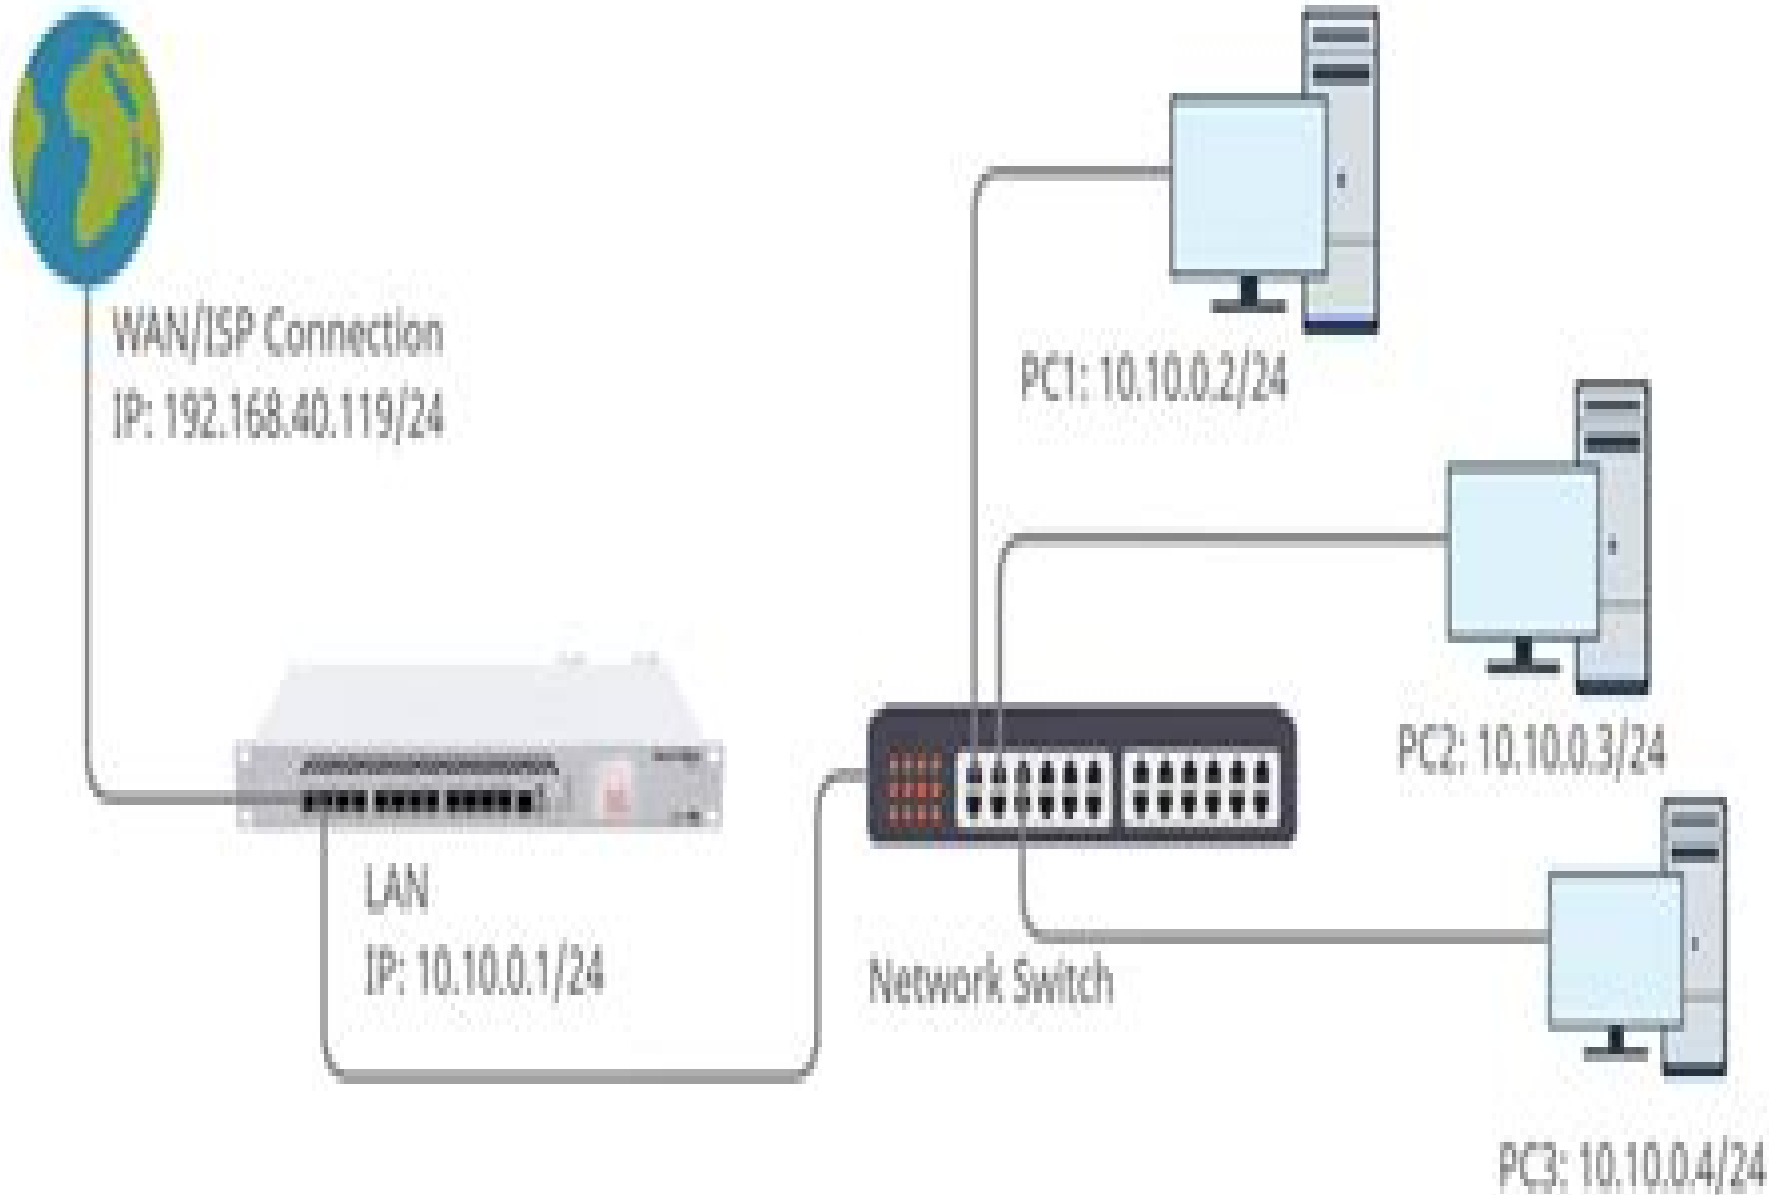 WAN/ISP Connection
IP: 192.168.40.119/24
PC1: 10.10.0.2/24
PC2: 10.10.0.3/24
LAN
IP: 10.10.0.1/24
Network Switch
PC3: 10.10.0.4/24